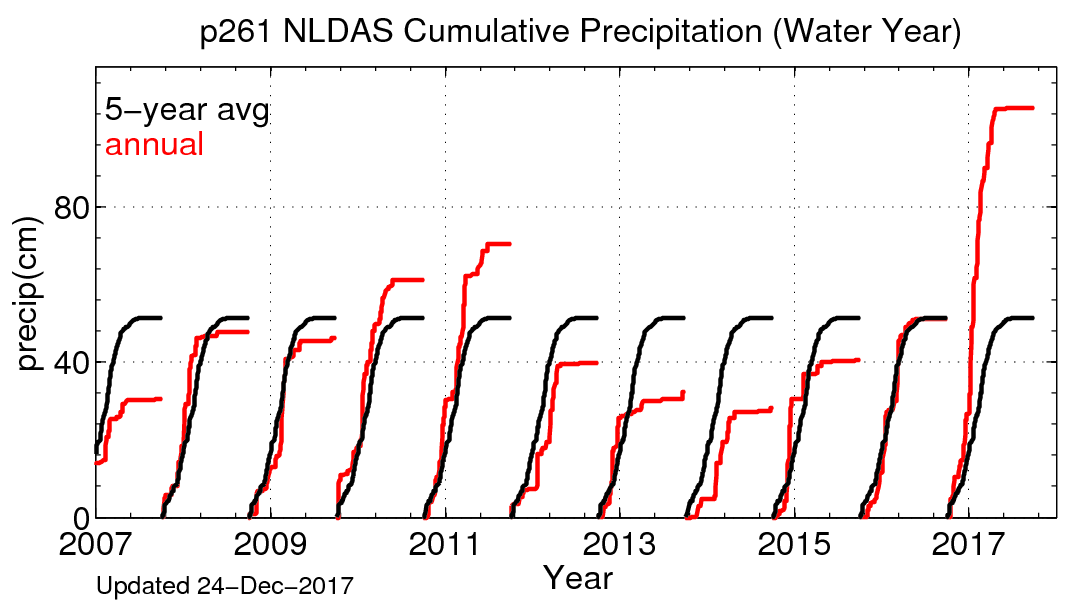 p261 NLDAS Cumulative Precipitation (Water Year)
5−year avg
annual
precip(cm)
80
40
0
2007 2009 2011 2013 2015 2017
Year
Updated 24−Dec−2017